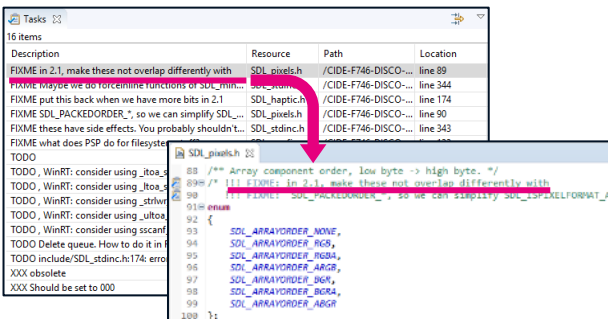 Tasks
16 items
Description Resource Path Location
FIXME in 2.1, make these not overlap differently with SDL_pixels.h /CIDE-F746-DISCO-... line 89
FIXME Maybe we do forceinline functions of SDL_min... SDL_stdinc.h /CIDE-F746-DISCO-... line 344
FIXME put this back when we have more bits in 2.1 SDL_haptic.h /CIDE-F746-DISCO-... line 174
FIXME SDL_PACKEDORDER_*, so we can simplify SDL_... SDL_pixels.h /CIDE-F746-DISCO-... line 90
FIXME these have side effects. You probably shouldn't... SDL_stdinc.h /CIDE-F746-DISCO-... line 343
FIXME what does PSP do for filesystem
TODO
TODO , WinRT: consider using _itoa_s
TODO , WinRT: consider using _ltoa_s
TODO , WinRT: consider using _strlwr
TODO , WinRT: consider using _ultoa_
TODO , WinRT: consider using sscanf_
TODO Delete queue. How to do it in F
TODO include/SDL_stdinc.h:174: error
XXX obsolete
XXX Should be set to 000
SDL_pixels.h
88 /** Array component order, low byte -> high byte. */
89 /* !!! FIXME: in 2.1, make these not overlap differently with
90 !!! FIXME: SDL_PACKEDORDER_*, so we can simplify SDL_ISPIXELFORMAT_A
91 enum
92 {
93 SDL_ARRAYORDER_NONE,
94 SDL_ARRAYORDER_RGB,
95 SDL_ARRAYORDER_RGBA,
96 SDL_ARRAYORDER_ARGB,
97 SDL_ARRAYORDER_BGR,
98 SDL_ARRAYORDER_BGRA,
99 SDL_ARRAYORDER_ABGR
100 };